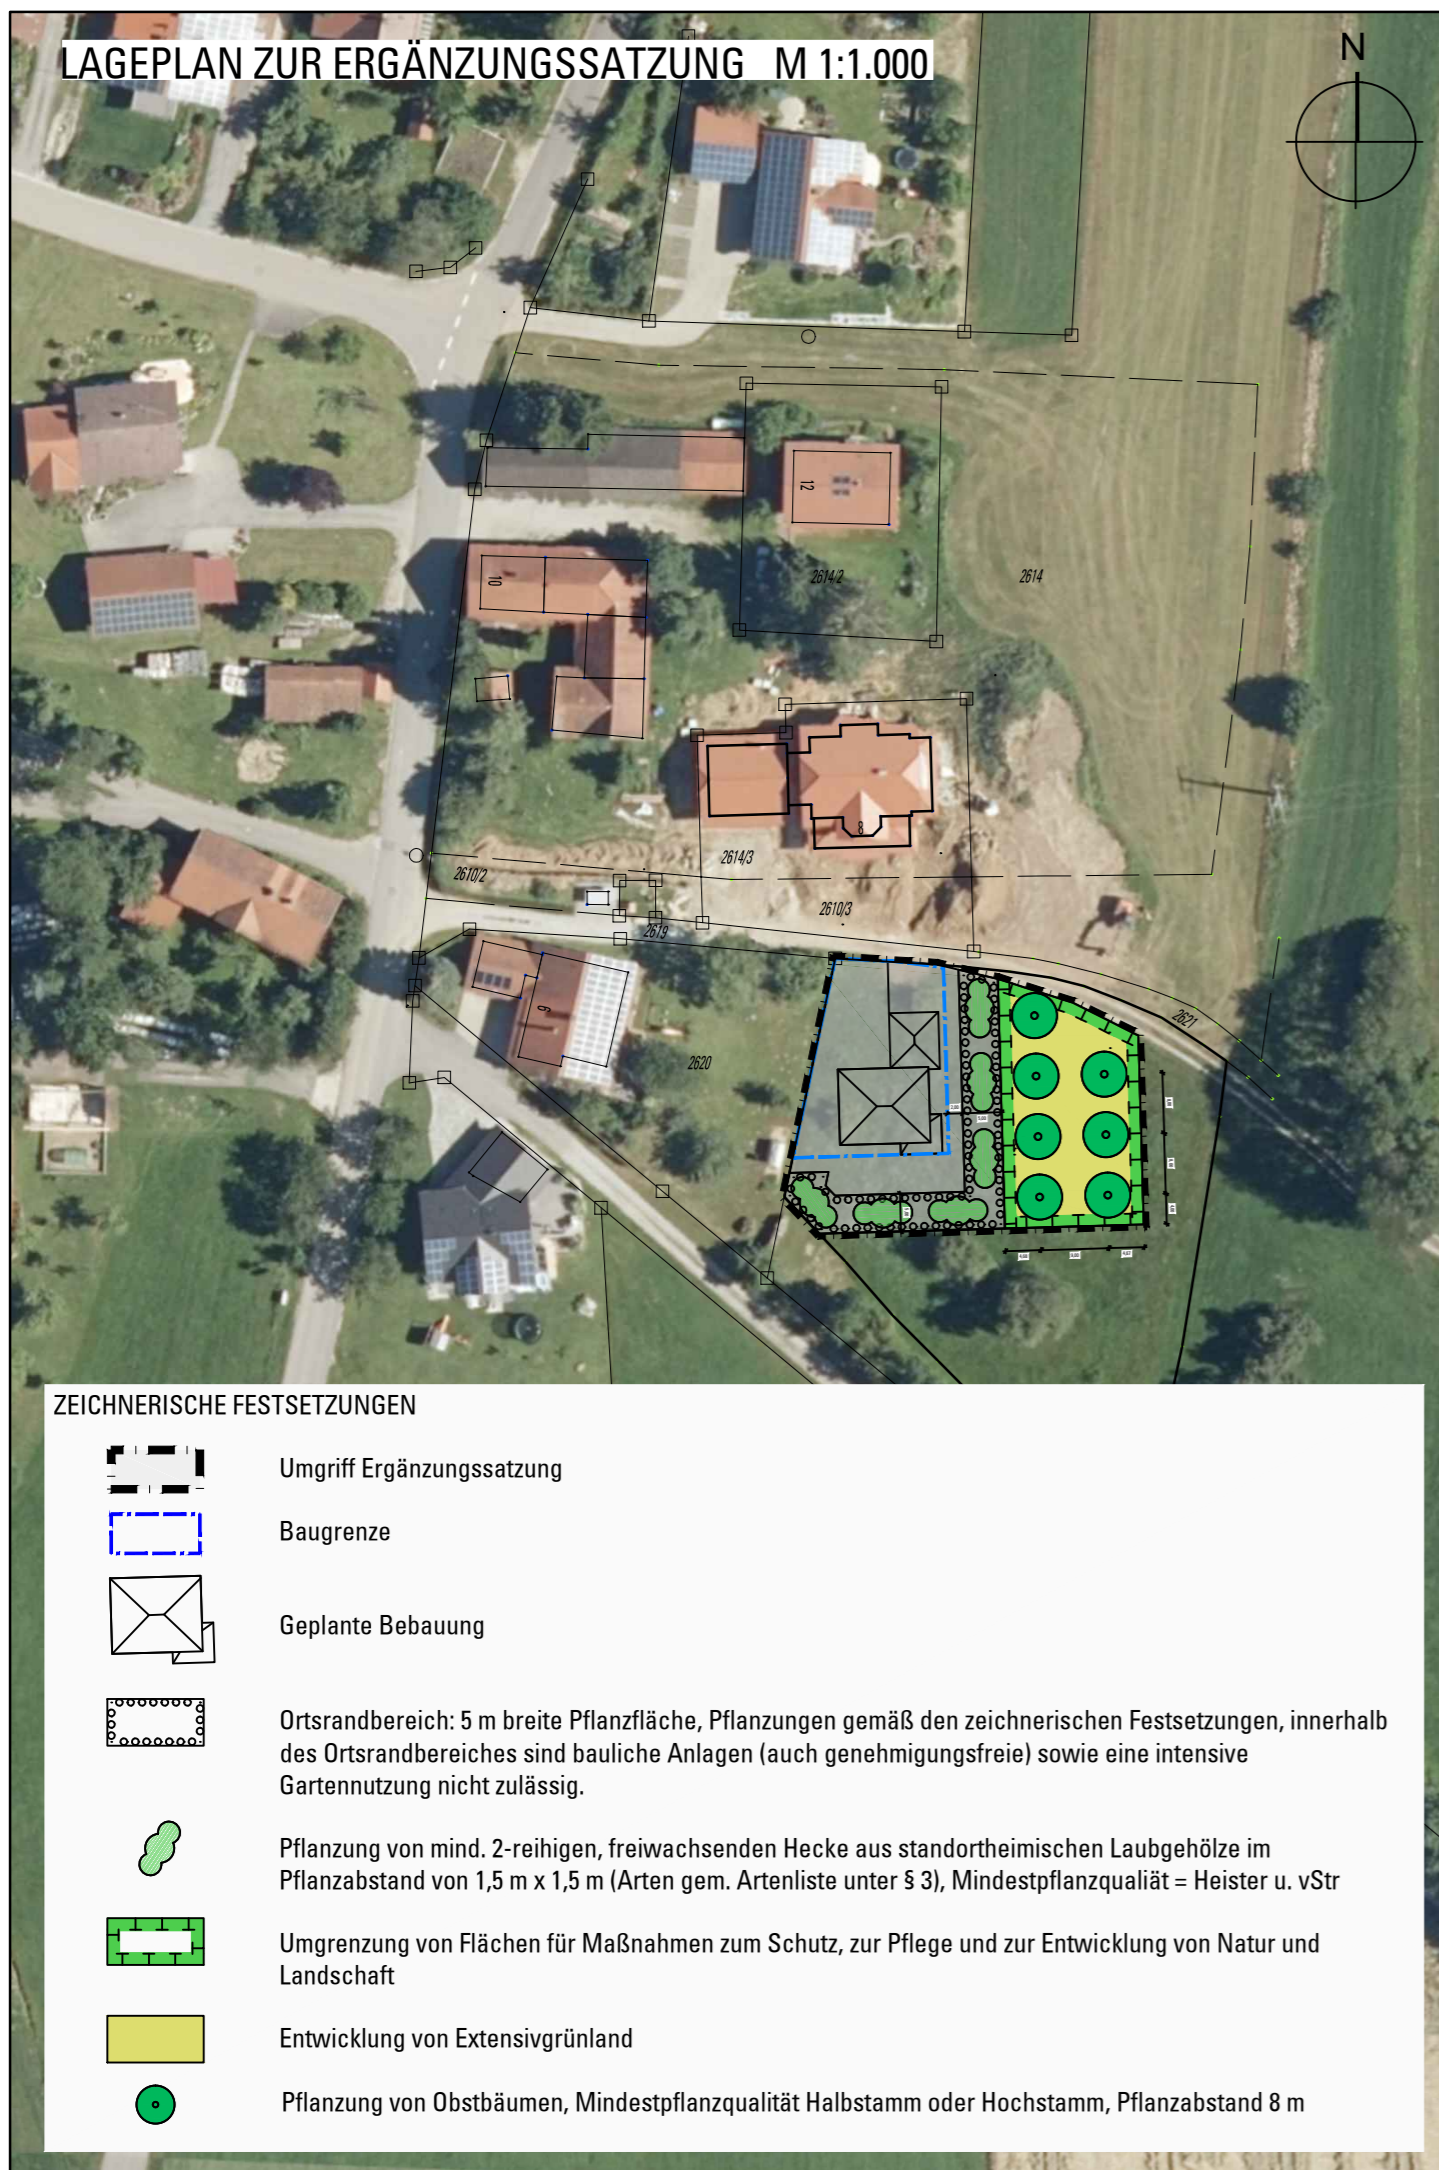 LAGEPLAN ZUR ERGÄNZUNGSSATZUNG M 1:1.000
N
12
2614/2
2614
10
8
2614/3
2610/2
2610/3
2619
2621
6
2620
ZEICHNERISCHE FESTSETZUNGEN
Umgriff Ergänzungssatzung
Baugrenze
Geplante Bebauung
Ortsrandbereich: 5 m breite Pflanzfläche, Pflanzungen gemäß den zeichnerischen Festsetzungen, innerhalb
des Ortsrandbereiches sind bauliche Anlagen (auch genehmigungsfreie) sowie eine intensive
Gartennutzung nicht zulässig.
Pflanzung von mind. 2-reihigen, freiwachsenden Hecke aus standortheimischen Laubgehölze im
Pflanzabstand von 1,5 m x 1,5 m (Arten gem. Artenliste unter § 3), Mindestpflanzqualiät = Heister u. vStr
Umgrenzung von Flächen für Maßnahmen zum Schutz, zur Pflege und zur Entwicklung von Natur und
Landschaft
Entwicklung von Extensivgrünland
Pflanzung von Obstbäumen, Mindestpflanzqualität Halbstamm oder Hochstamm, Pflanzabstand 8 m